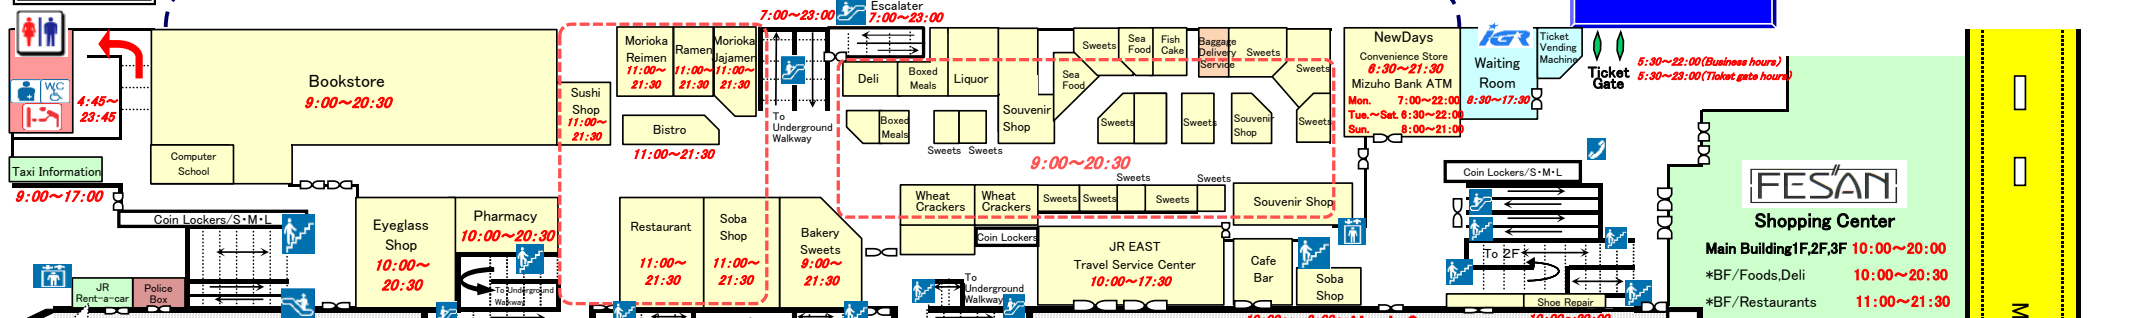 7:00～23:00
Escalater
7:00～23:00
WC
4:45～
23:45
Taxi Information
9:00～17:00
Bookstore
9:00～20:30
Computer
School
Coin Lockers/S・M・L
JR
Rent-a-car
Police
Box
Eyeglass
Shop
10:00～
20:30
Pharmacy
10:00～20:30
To Underground
Walkway
Sushi
Shop
11:00～
21:30
Morioka
Reimen
11:00～
21:30
Ramen
11:00～
21:30
Morioka
Jajamen
11:00～
21:30
Bistro
11:00～21:30
Restaurant
11:00～
21:30
Soba
Shop
11:00～
21:30
Bakery
Sweets
9:00～
21:30
To
Underground
Walkway
Deli
Boxed
Meals
Liquor
Souvenir
Shop
Boxed
Meals
Sweets
Sweets
Sweets
Sea
Food
Fish
Cake
Baggage
Delivery
Service
Sweets
Sweets
Sea
Food
Sweets
Sweets
Souvenir
Shop
Sweets
9:00～20:30
Wheat
Crackers
Wheat
Crackers
Sweets
Sweets
Sweets
Sweets
Sweets
Souvenir Shop
Coin Lockers
To
Underground
Walkway
JR EAST
Travel Service Center
10:00～17:30
Cafe
Bar
Soba
Shop
NewDays
Convenience Store
6:30～21:30
Mizuho Bank ATM
Mon. 7:00～22:00
Tue.～Sat. 6:30～22:00
Sun. 8:00～21:00
IGR
Waiting
Room
8:30～17:30
Ticket
Vending
Machine
Ticket
Gate
5:30～22:00(Business hours)
5:30～23:00(Ticket gate hours)
Coin Lockers/S・M・L
To 2F
Shoe Repair
FESAN
Shopping Center
Main Building1F,2F,3F 10:00～20:00
*BF/Foods,Deli 10:00～20:30
*BF/Restaurants 11:00～21:30
M